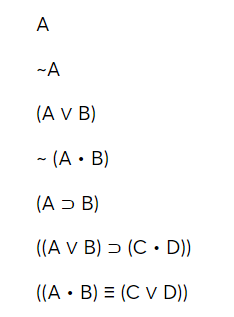 A
~A
(A ∨ B)
~ (A • B)
(A ⊃ B)
((A ∨ B) ⊃ (C • D))
((A • B) ≡ (C ∨ D))